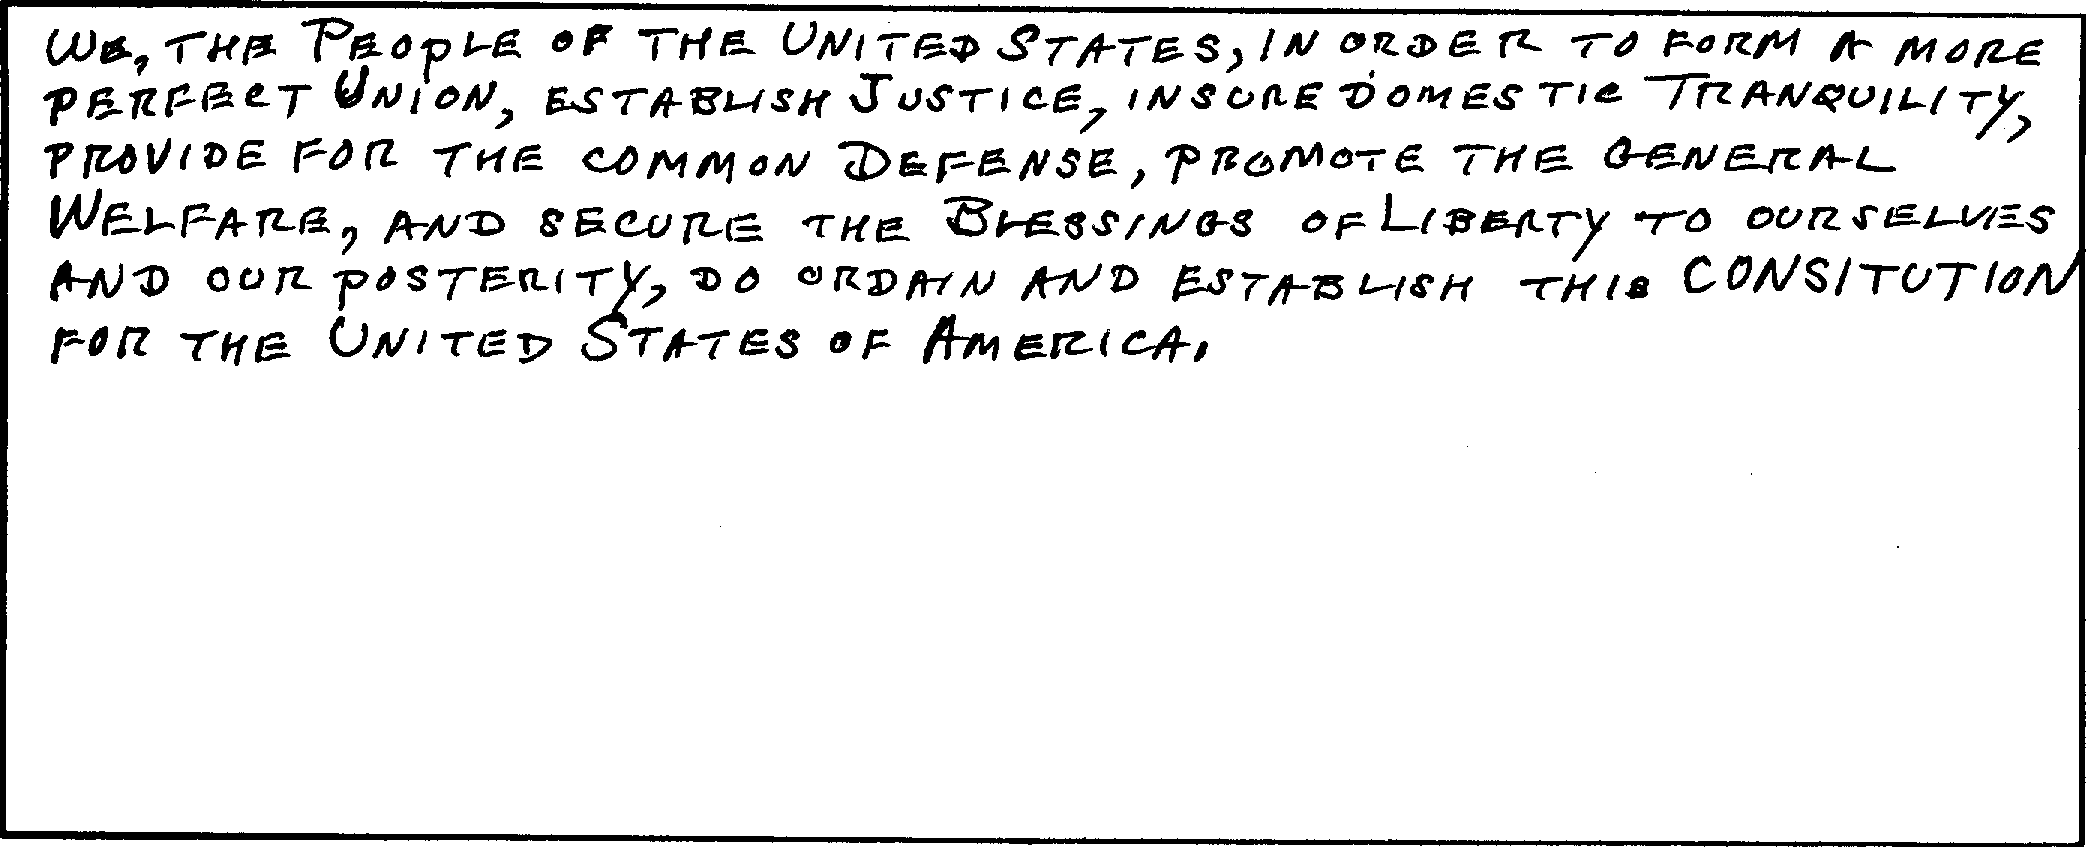 WE, THE PEOPLE OF THE UNITED STATES, IN ORDER TO FORM A MORE
PERFECT UNION, ESTABLISH JUSTICE, INSURE DOMESTIC TRANQUILITY,
PROVIDE FOR THE COMMON DEFENSE, PROMOTE THE GENERAL
WELFARE, AND SECURE THE BLESSINGS OF LIBERTY TO OURSELVES
AND OUR POSTERITY, DO ORDAIN AND ESTABLISH THIS CONSITUTION
FOR THE UNITED STATES OF AMERICA.